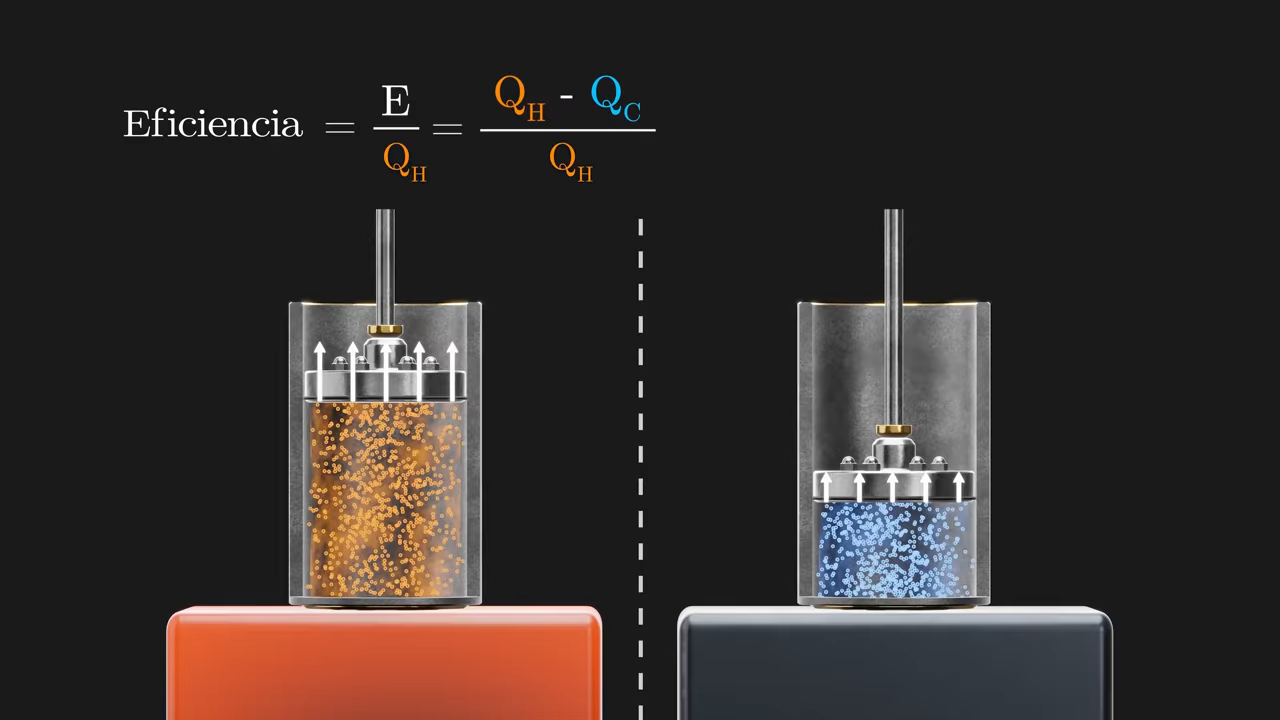 Eficiencia = E / Q_H = Q_H - Q_C / Q_H